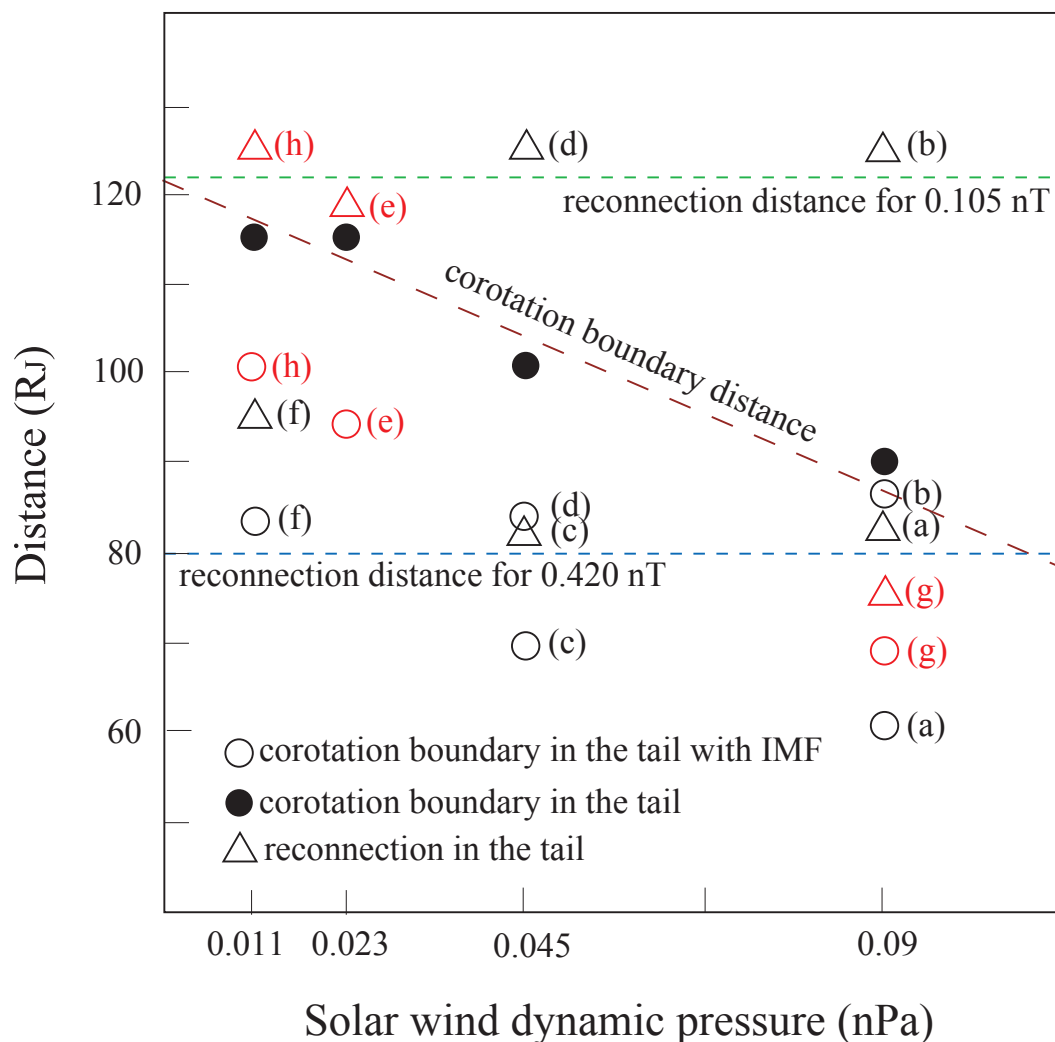 (h)
(d)
(b)
120
reconnection distance for 0.105 nT
(e)
corotation boundary distance
Distance (RJ)
100
(h)
(f)
(e)
(b)
(f)
(d)
(c)
(a)
80
reconnection distance for 0.420 nT
(g)
(c)
(g)
60
(a)
corotation boundary in the tail with IMF
corotation boundary in the tail
reconnection in the tail
0.011
0.023
0.045
0.09
Solar wind dynamic pressure (nPa)